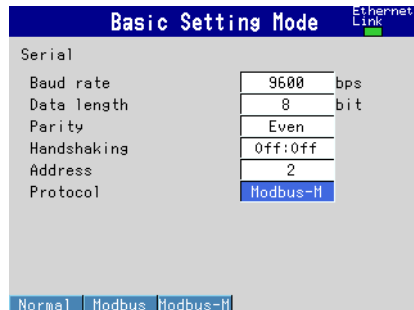 Basic Setting Mode
Ethernet
Link
Serial
Baud rate 9600 bps
Data length 8 bit
Parity Even
Handshaking Off:Off
Address 2
Protocol Modbus-M
Normal Modbus Modbus-M